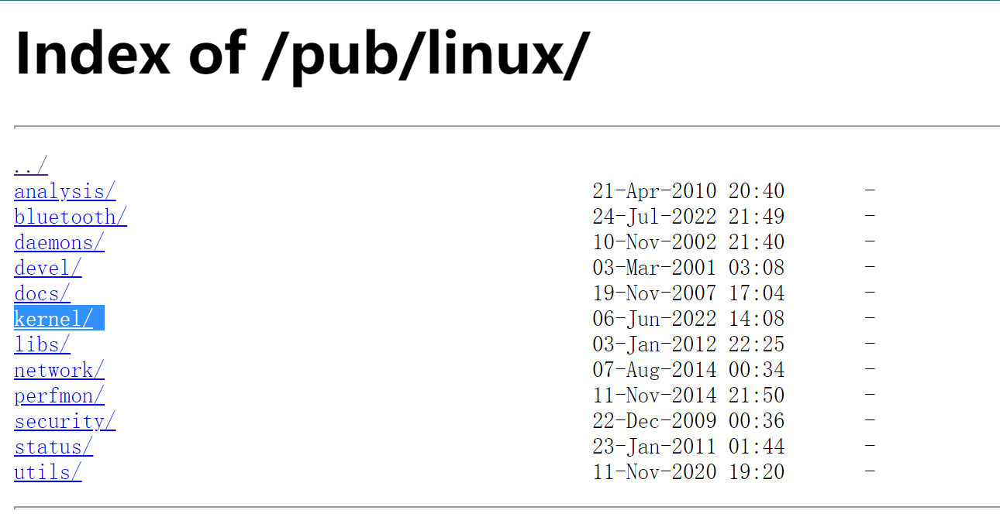 Index of /pub/linux/
../
analysis/ 21-Apr-2010 20:40 -
bluetooth/ 24-Jul-2022 21:49 -
daemons/ 10-Nov-2002 21:40 -
devel/ 03-Mar-2001 03:08 -
docs/ 19-Nov-2007 17:04 -
kernel/ 06-Jun-2022 14:08 -
libs/ 03-Jan-2012 22:25 -
network/ 07-Aug-2014 00:34 -
perfmon/ 11-Nov-2014 21:50 -
security/ 22-Dec-2009 00:36 -
status/ 23-Jan-2011 01:44 -
utils/ 11-Nov-2020 19:20 -